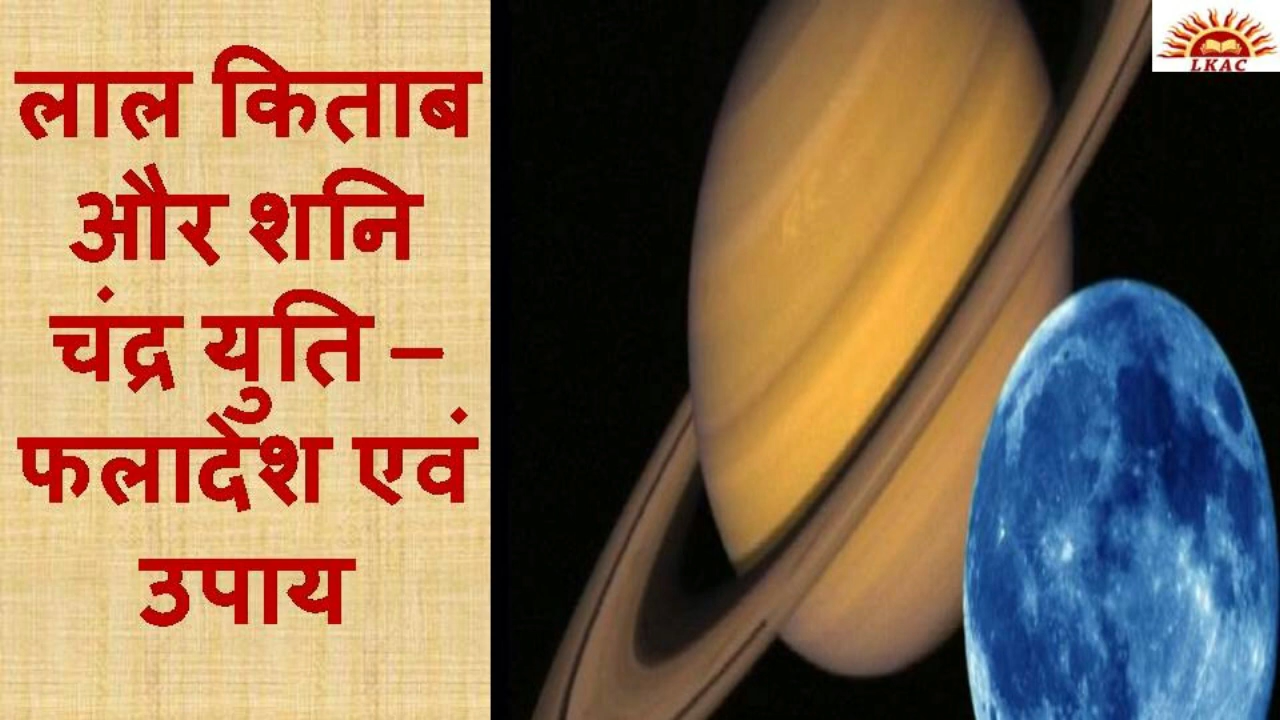 लाल किताब
और शनि
चंद्र युति –
फलादेश एवं
उपाय
LKAC